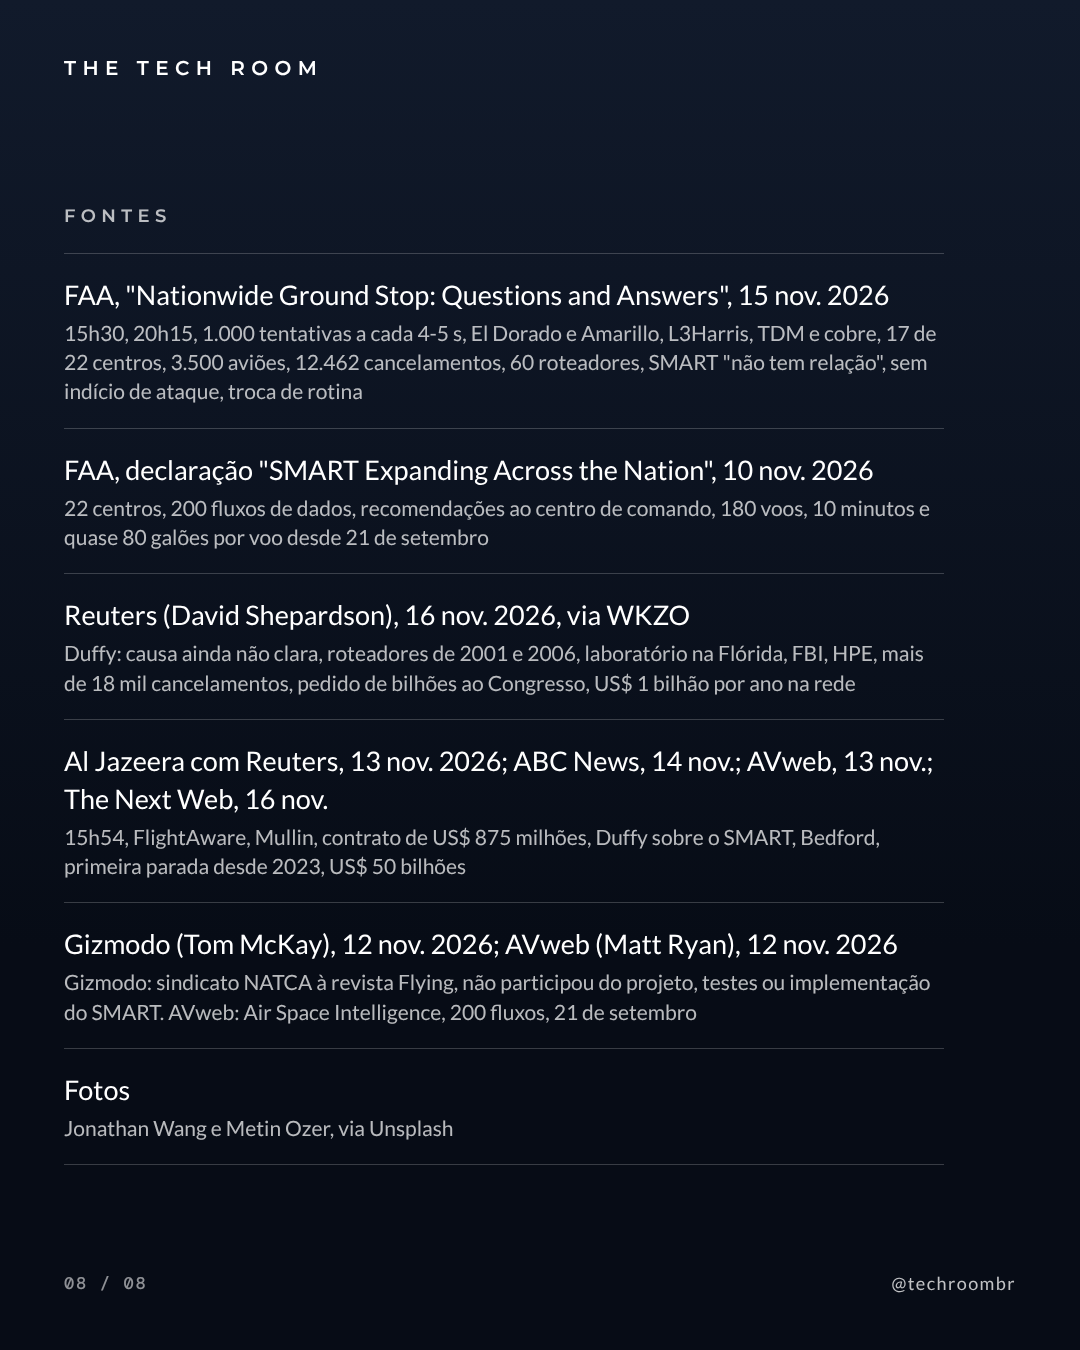 THE TECH ROOM
FONTES
FAA, "Nationwide Ground Stop: Questions and Answers", 15 nov. 2026
15h30, 20h15, 1.000 tentativas a cada 4-5 s, El Dorado e Amarillo, L3Harris, TDM e cobre, 17 de
22 centros, 3.500 aviões, 12.462 cancelamentos, 60 roteadores, SMART "não tem relação", sem
indício de ataque, troca de rotina
FAA, declaração "SMART Expanding Across the Nation", 10 nov. 2026
22 centros, 200 fluxos de dados, recomendações ao centro de comando, 180 voos, 10 minutos e
quase 80 galões por voo desde 21 de setembro
Reuters (David Shepardson), 16 nov. 2026, via WKZO
Duffy: causa ainda não clara, roteadores de 2001 e 2006, laboratório na Flórida, FBI, HPE, mais
de 18 mil cancelamentos, pedido de bilhões ao Congresso, US$ 1 bilhão por ano na rede
Al Jazeera com Reuters, 13 nov. 2026; ABC News, 14 nov.; AVweb, 13 nov.;
The Next Web, 16 nov.
15h54, FlightAware, Mullin, contrato de US$ 875 milhões, Duffy sobre o SMART, Bedford,
primeira parada desde 2023, US$ 50 bilhões
Gizmodo (Tom McKay), 12 nov. 2026; AVweb (Matt Ryan), 12 nov. 2026
Gizmodo: sindicato NATCA à revista Flying, não participou do projeto, testes ou implementação
do SMART. AVweb: Air Space Intelligence, 200 fluxos, 21 de setembro
Fotos
Jonathan Wang e Metin Ozer, via Unsplash
08 / 08
@techroombr